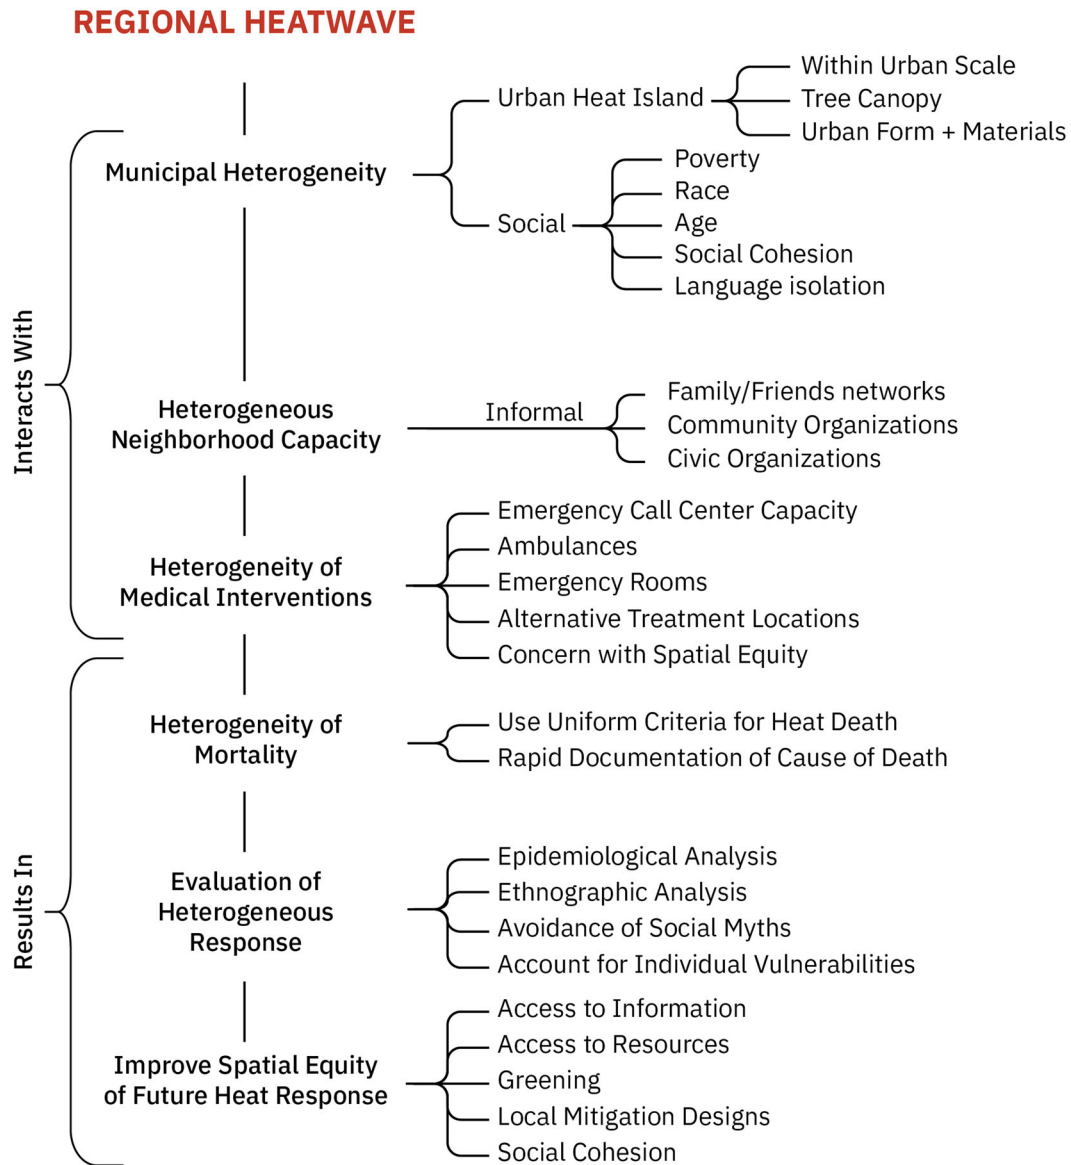 REGIONAL HEATWAVE
Interacts With
Municipal Heterogeneity
Urban Heat Island
Within Urban Scale
Tree Canopy
Urban Form + Materials
Social
Poverty
Race
Age
Social Cohesion
Language isolation
Heterogeneous
Neighborhood Capacity
Informal
Family/Friends networks
Community Organizations
Civic Organizations
Heterogeneity of
Medical Interventions
Emergency Call Center Capacity
Ambulances
Emergency Rooms
Alternative Treatment Locations
Concern with Spatial Equity
Results In
Heterogeneity of
Mortality
Use Uniform Criteria for Heat Death
Rapid Documentation of Cause of Death
Evaluation of
Heterogeneous
Response
Epidemiological Analysis
Ethnographic Analysis
Avoidance of Social Myths
Account for Individual Vulnerabilities
Improve Spatial Equity
of Future Heat Response
Access to Information
Access to Resources
Greening
Local Mitigation Designs
Social Cohesion